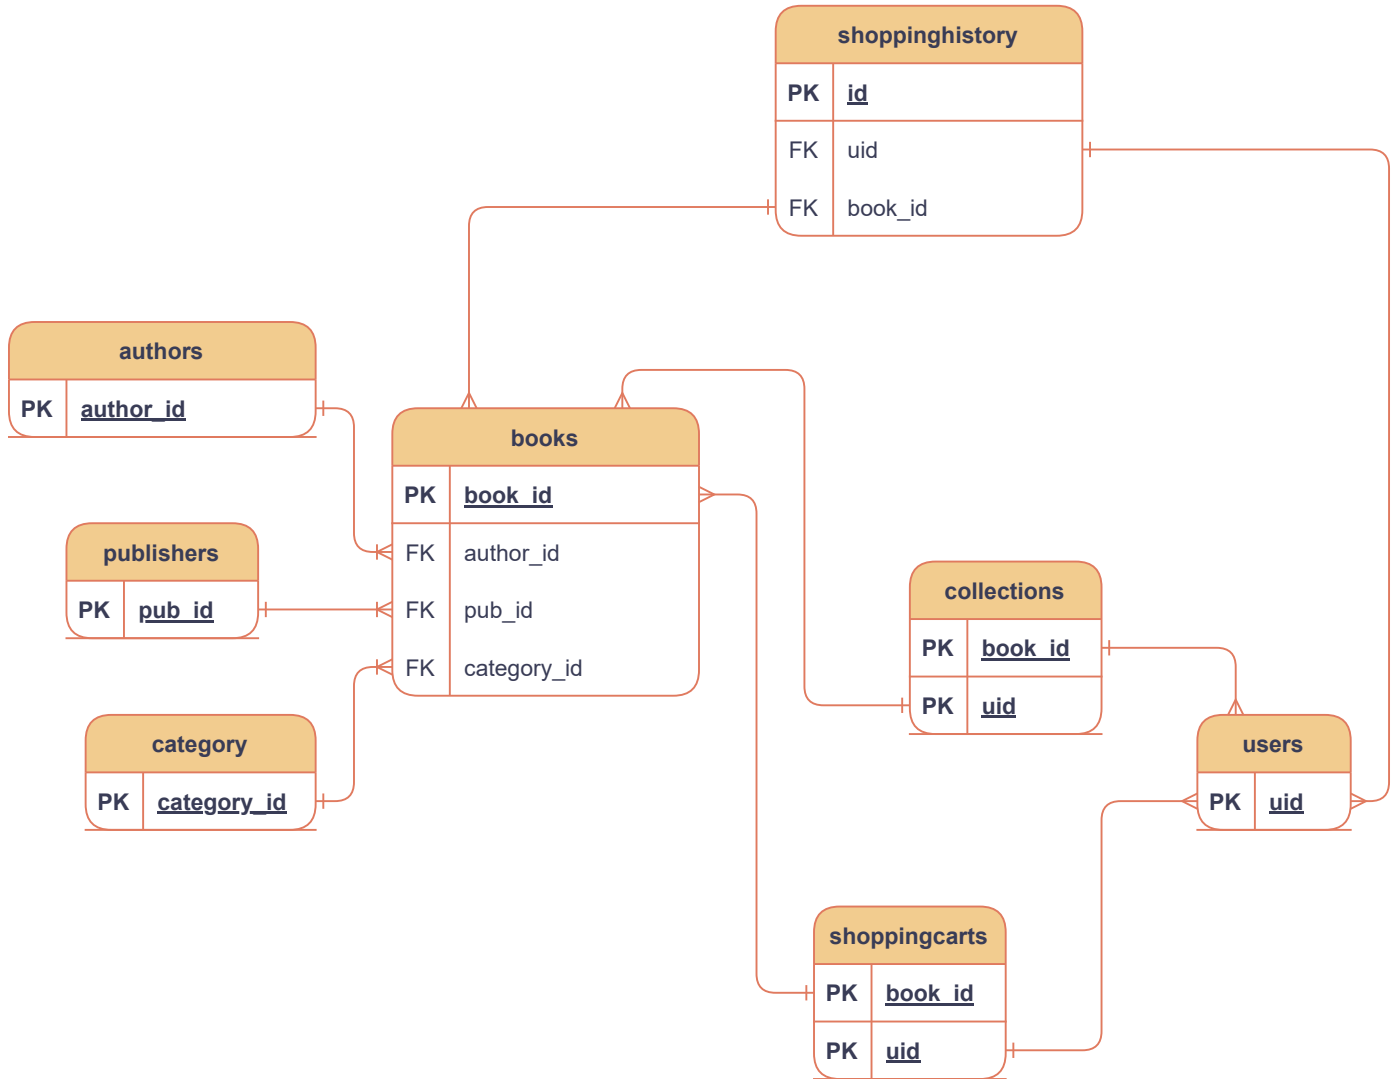 shoppinghistory
PK id
FK uid
FK book_id
authors
PK author_id
books
PK book_id
FK author_id
FK pub_id
FK category_id
publishers
PK pub_id
category
PK category_id
collections
PK book_id
PK uid
users
PK uid
shoppingcarts
PK book_id
PK uid